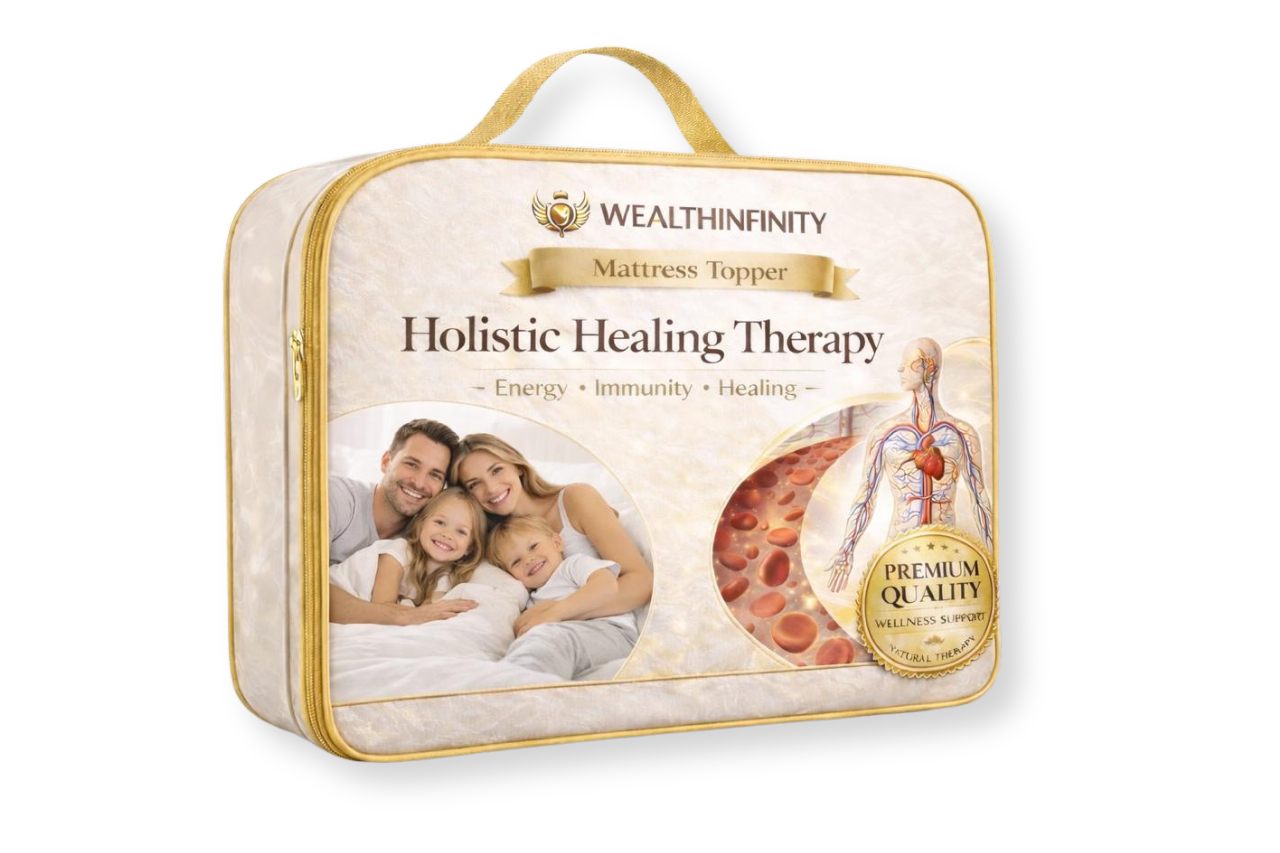 WEALTHINFINITY
Mattress Topper
Holistic Healing Therapy
Energy • Immunity • Healing
PREMIUM
QUALITY
WELLNESS SUPPORT
NATURAL THERAPY